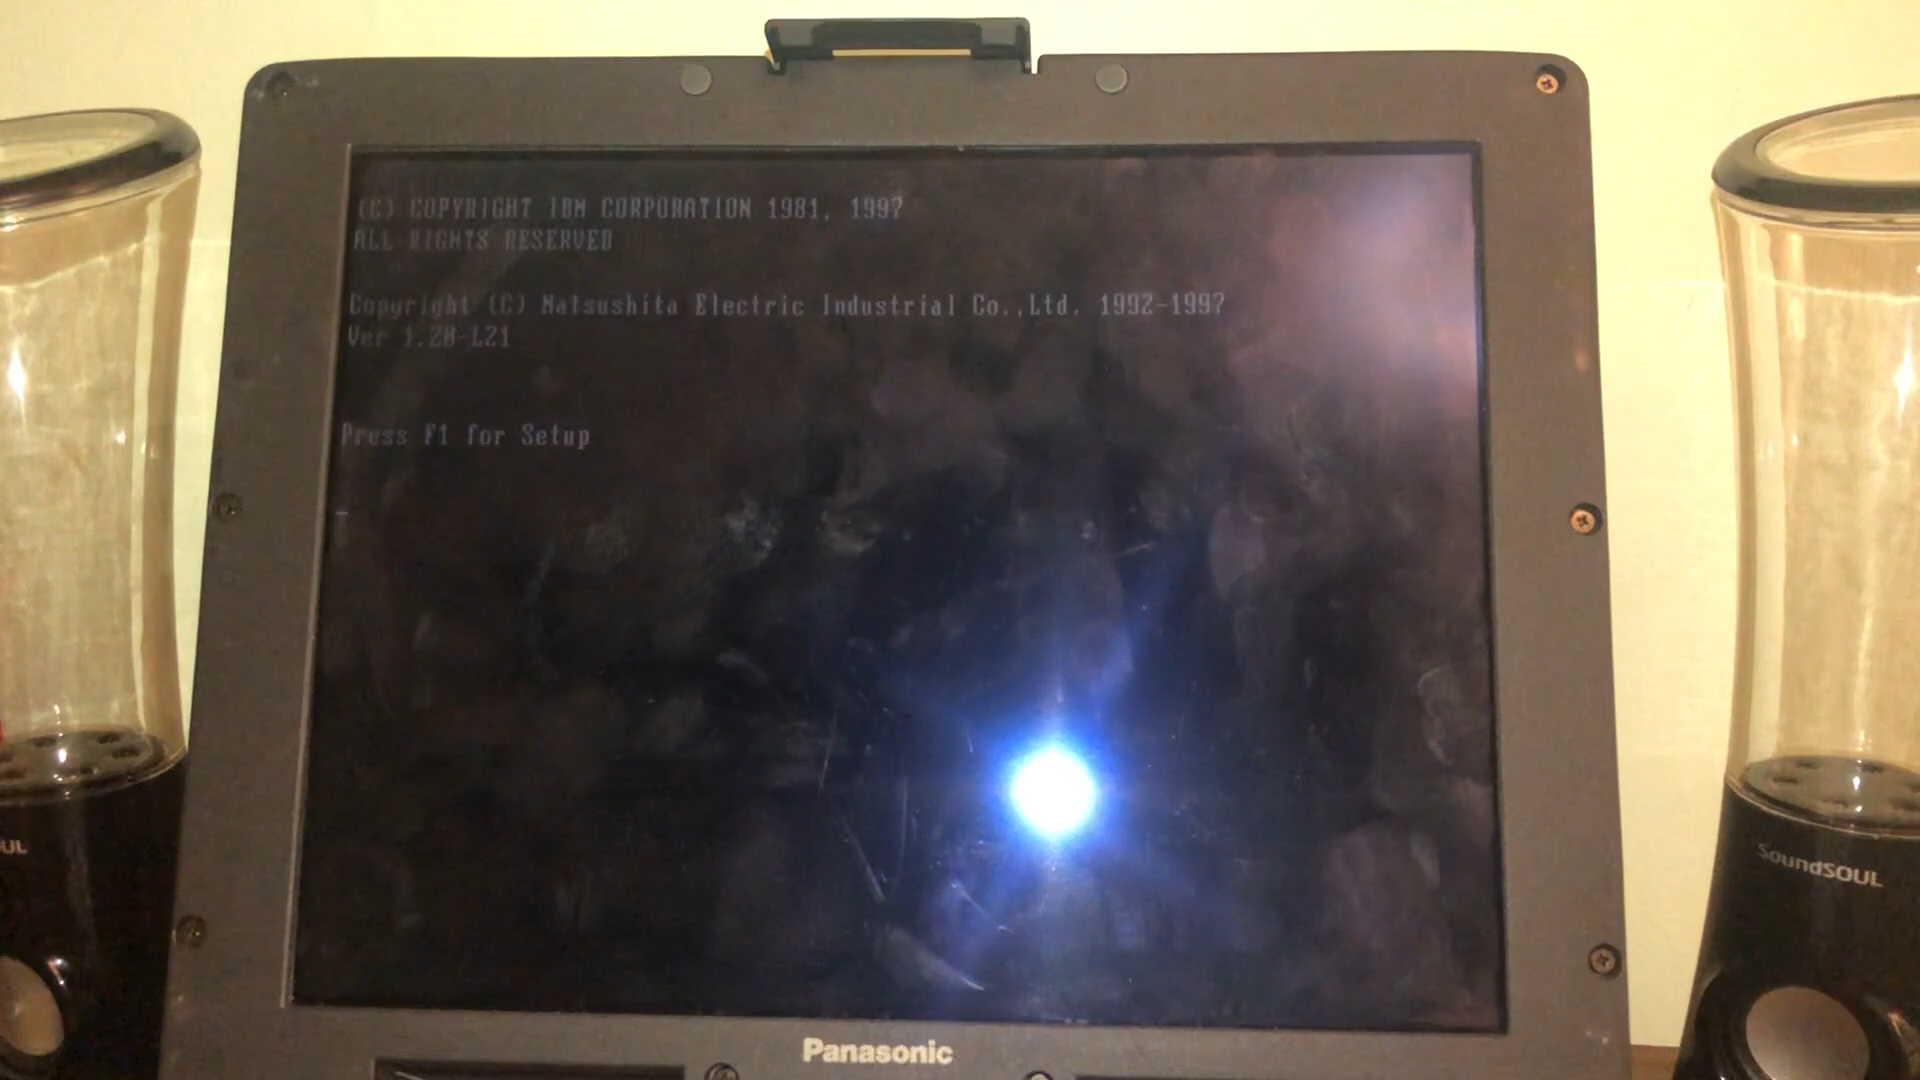 (C) COPYRIGHT IBM CORPORATION 1981, 1997
ALL RIGHTS RESERVED
Copyright (C) Matsushita Electric Industrial Co.,Ltd. 1992-1997
Ver 1.20-L21
Press F1 for Setup
Panasonic
UL
SoundSOUL